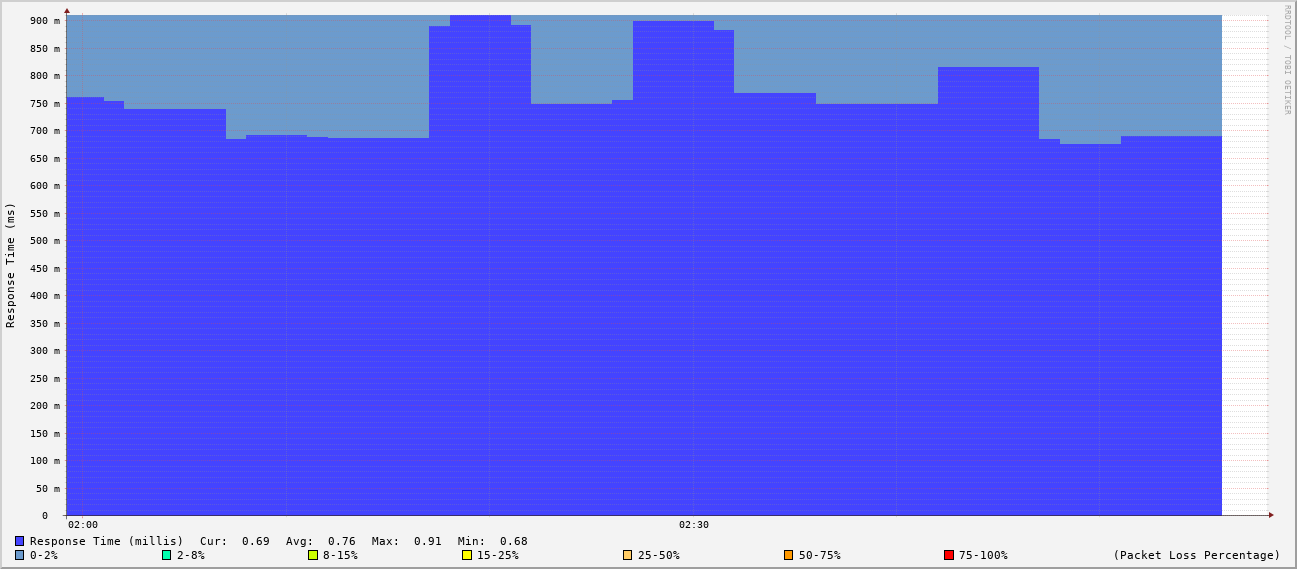 RRDTOOL / TOBI OETIKER
Response Time (ms)
900 m
850 m
800 m
750 m
700 m
650 m
600 m
550 m
500 m
450 m
400 m
350 m
300 m
250 m
200 m
150 m
100 m
50 m
0
02:00 02:30
Response Time (millis) Cur: 0.69 Avg: 0.76 Max: 0.91 Min: 0.68
0-2% 2-8% 8-15% 15-25% 25-50% 50-75% 75-100% (Packet Loss Percentage)